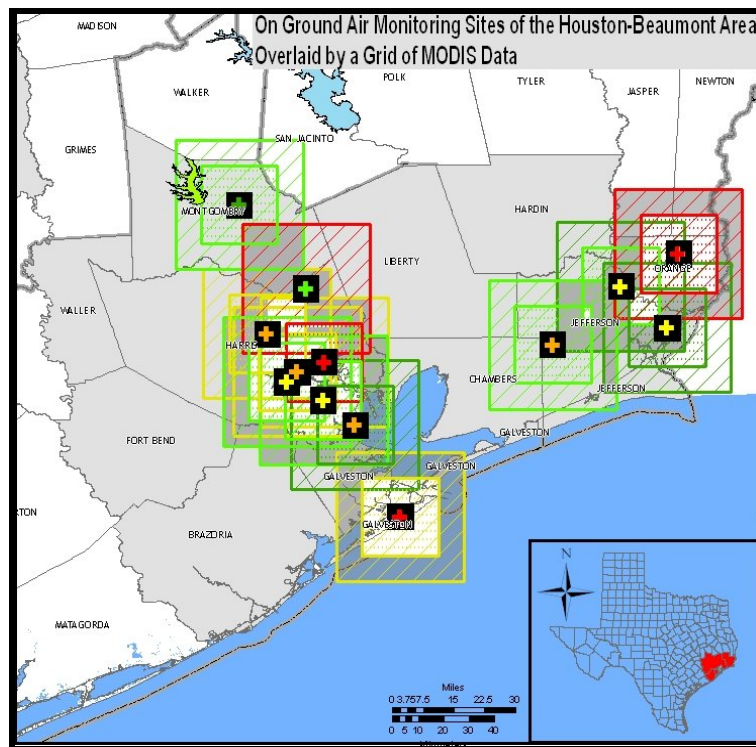 On Ground Air Monitoring Sites of the Houston-Beaumont Area
Overlaid by a Grid of MODIS Data
MADISON
WALKER
POLK
TYLER
JASPER
NEWTON
SAN JACINTO
GRIMES
MONTGOMERY
HARDIN
LIBERTY
ORANGE
WALLER
HARRIS
JEFFERSON
CHAMBERS
JEFFERSON
FORT BEND
GALVESTON
GALVESTON
GALVESTON
GALVESTON
BRAZORIA
RTON
MATAGORDA
N
Miles
0 3.757.5 15 22.5 30
0 5 10 20 30 40